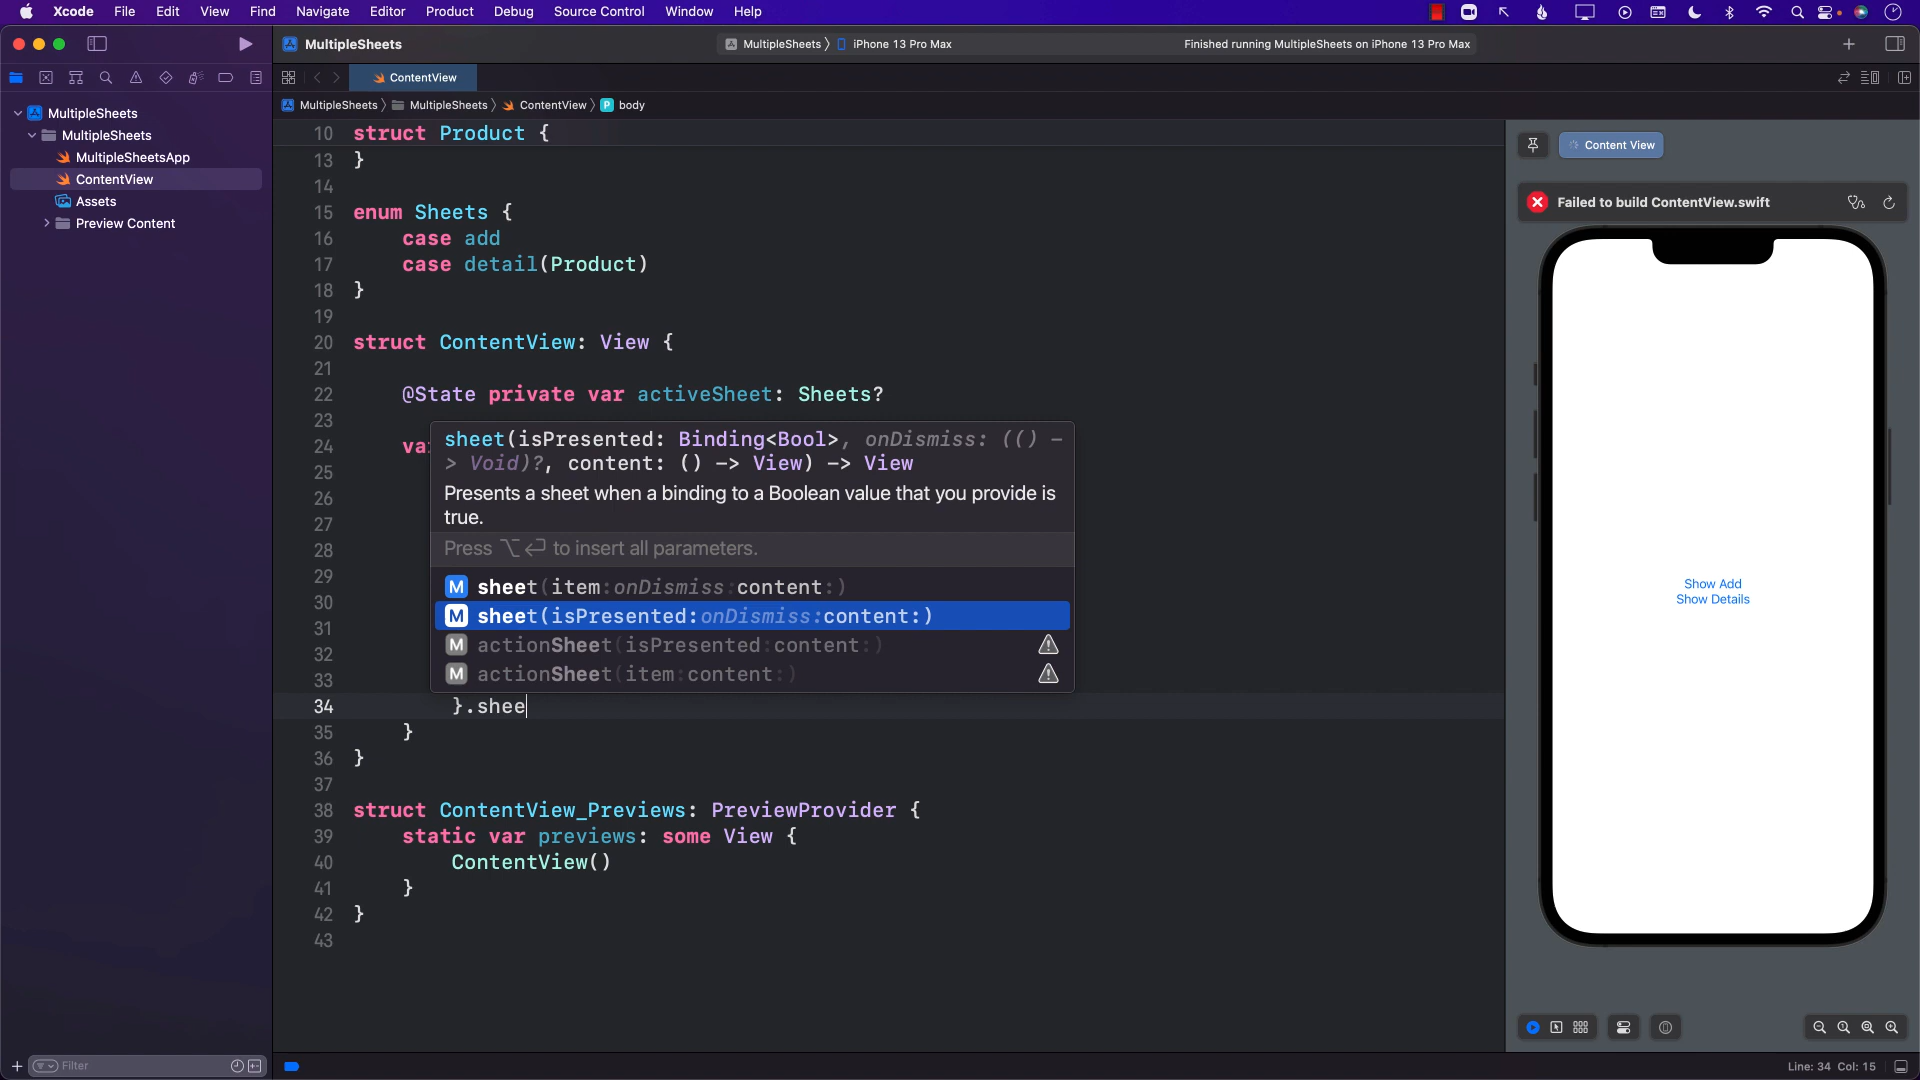 Xcode File Edit View Find Navigate Editor Product Debug Source Control Window Help
MultipleSheets
MultipleSheets 〉 iPhone 13 Pro Max
Finished running MultipleSheets on iPhone 13 Pro Max
ContentView
MultipleSheets 〉 MultipleSheets 〉 ContentView 〉 P body
MultipleSheets
MultipleSheets
MultipleSheetsApp
ContentView
Assets
Preview Content
10 struct Product {
13 }
14
15 enum Sheets {
16 case add
17 case detail(Product)
18 }
19
20 struct ContentView: View {
21
22 @State private var activeSheet: Sheets?
23
24 va
25
26
27
28
29
30
31
32
33
sheet(isPresented: Binding<Bool>, onDismiss: (() -
> Void)?, content: () -> View) -> View
Presents a sheet when a binding to a Boolean value that you provide is
true.
Press ⌥⏎ to insert all parameters.
M sheet(item:onDismiss:content:)
M sheet(isPresented:onDismiss:content:)
M actionSheet(isPresented:content:)
M actionSheet(item:content:)
34 }.shee
35 }
36 }
37
38 struct ContentView_Previews: PreviewProvider {
39 static var previews: some View {
40 ContentView()
41 }
42 }
43
Content View
Failed to build ContentView.swift
Show Add
Show Details
Filter
Line: 34 Col: 15